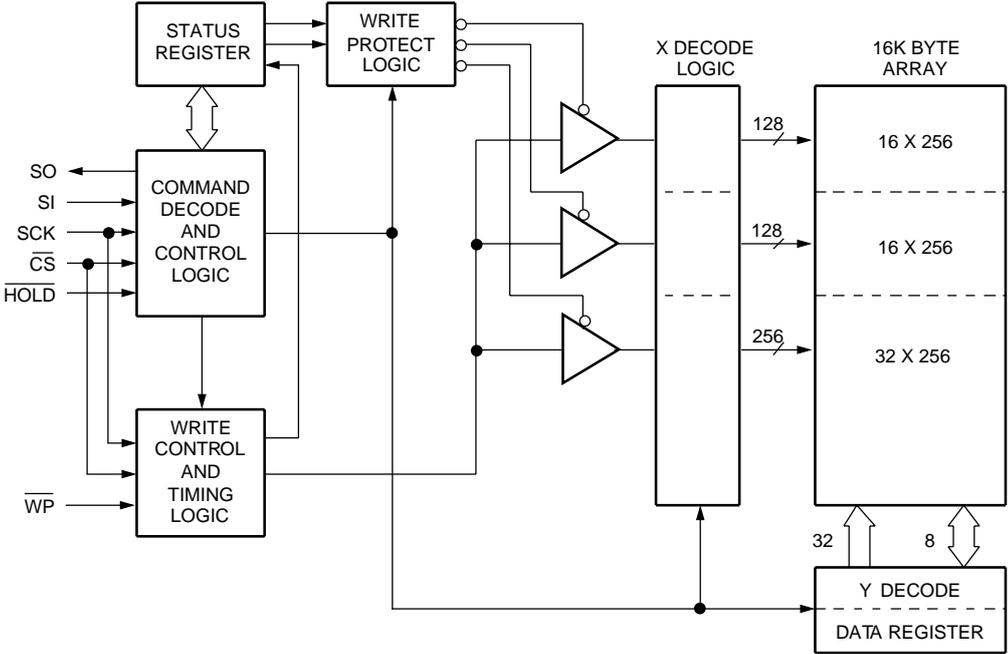 STATUS
REGISTER
WRITE
PROTECT
LOGIC
X DECODE
LOGIC
16K BYTE
ARRAY
SO
SI
SCK
CS
HOLD
COMMAND
DECODE
AND
CONTROL
LOGIC
128
16 X 256
128
16 X 256
256
32 X 256
WP
WRITE
CONTROL
AND
TIMING
LOGIC
32
8
Y DECODE
DATA REGISTER